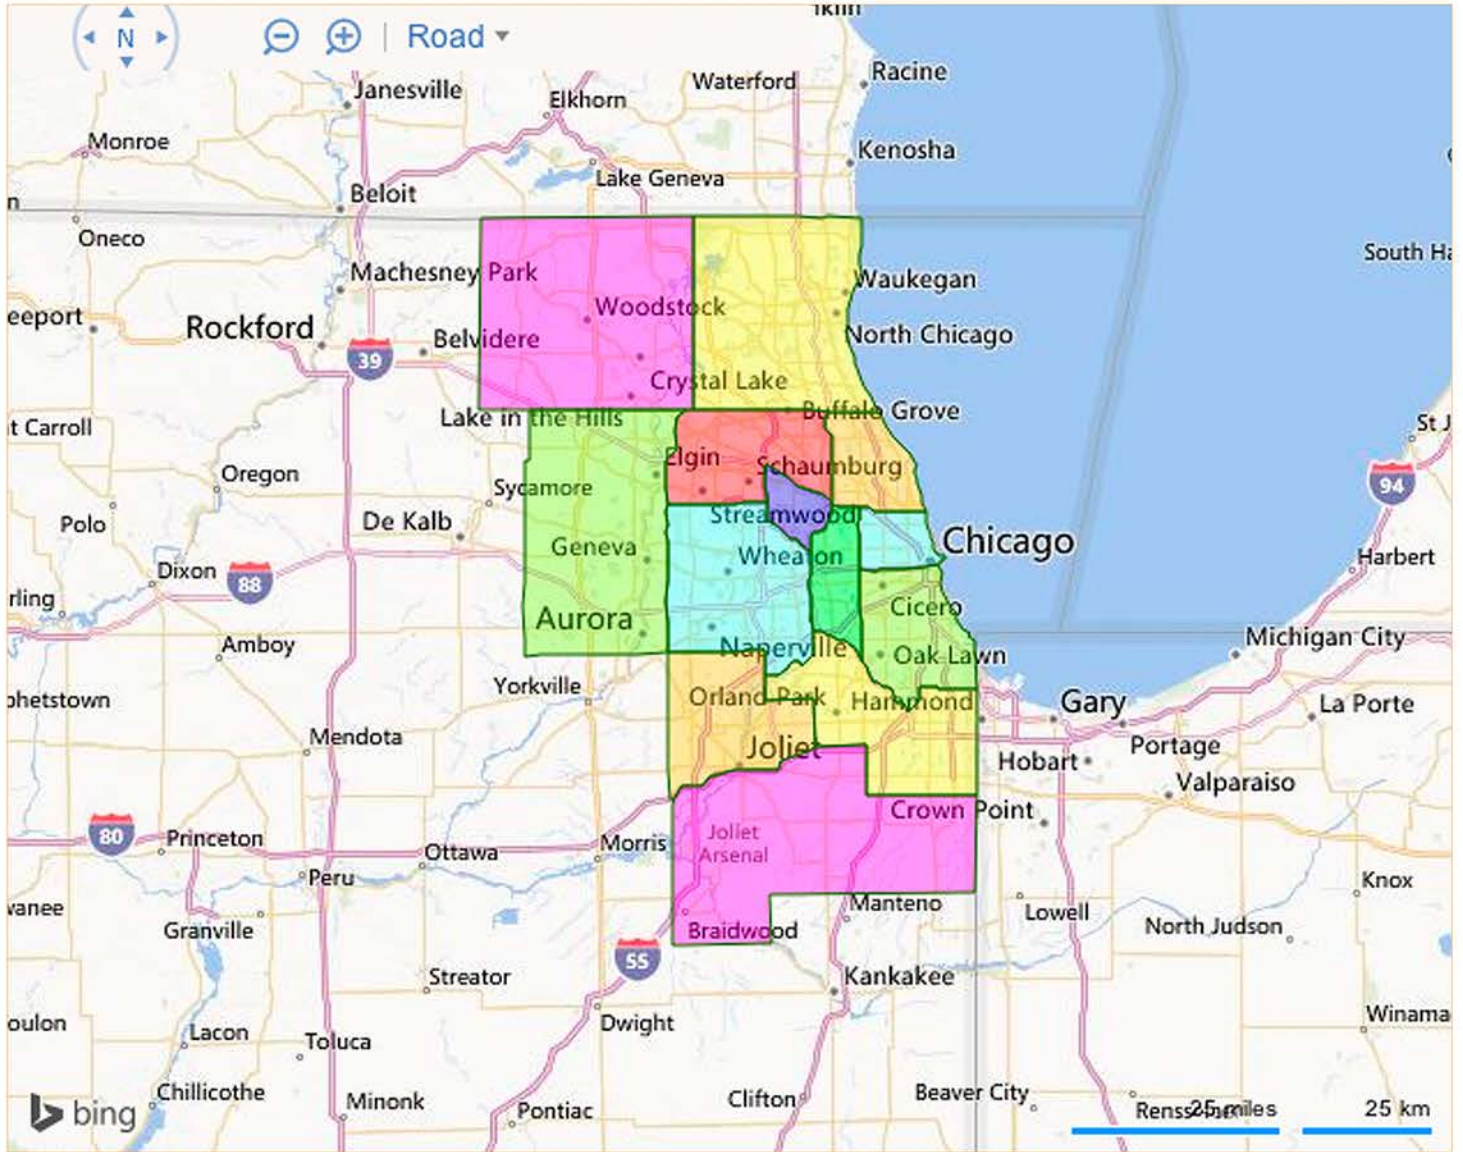 N
Road
Waterford
Racine
Janesville
Elkhorn
Monroe
Kenosha
Lake Geneva
Beloit
Oneco
South Ha
Machesney Park
Waukegan
Woodstock
eeport
Rockford
Belvidere
North Chicago
39
Crystal Lake
Lake in the Hills
Buffalo Grove
t Carroll
St J
Elgin
Schaumburg
Oregon
Sycamore
94
Polo
De Kalb
Streamwood
Chicago
Geneva
Wheaton
Harbert
Dixon
88
rling
Aurora
Cicero
Amboy
Naperville
Oak Lawn
Michigan City
Yorkville
Orland Park
Hammond
Gary
La Porte
phetstown
Mendota
Joliet
Portage
Hobart
Valparaiso
Crown Point
80
Princeton
Morris
Joliet
Arsenal
Ottawa
Peru
Knox
wanee
Manteno
Lowell
Granville
Braidwood
North Judson
55
Streator
Kankakee
oulon
Lacon
Dwight
Winama
Toluca
Chillicothe
Minonk
Clifton
Beaver City
bing
Pontiac
25 miles
25 km